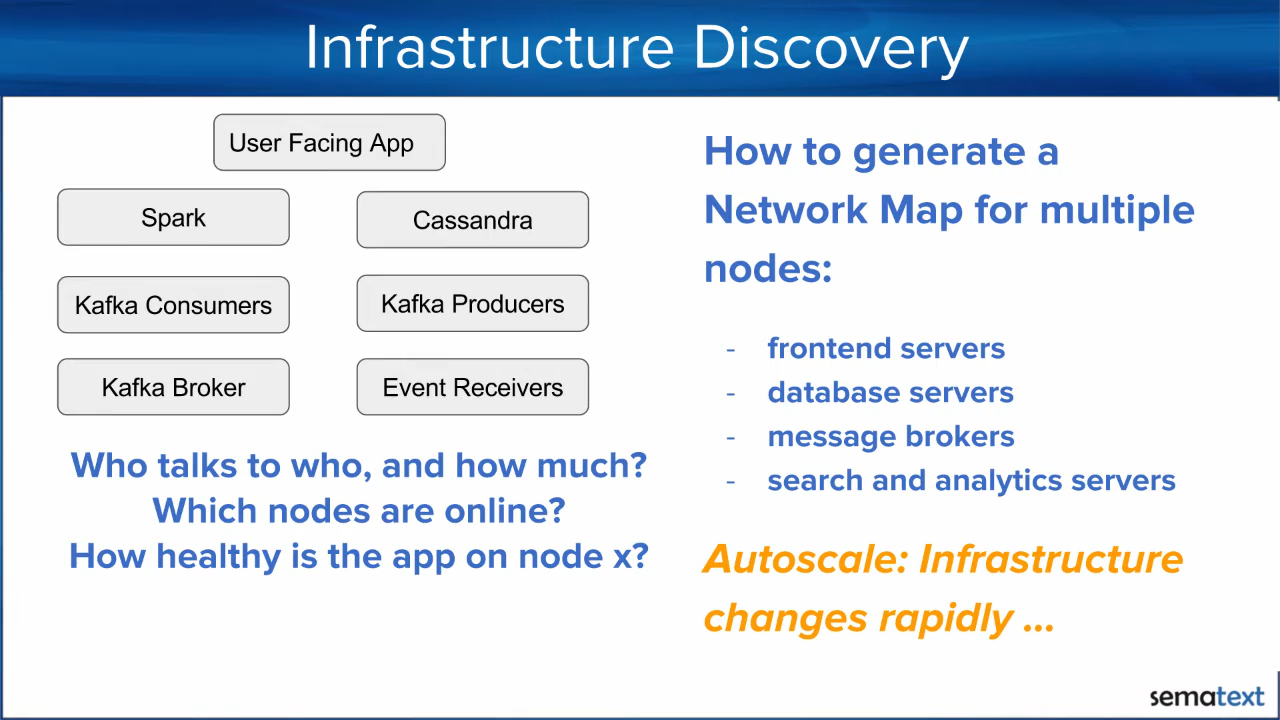 Infrastructure Discovery
User Facing App
Spark
Cassandra
Kafka Consumers
Kafka Producers
Kafka Broker
Event Receivers
Who talks to who, and how much?
Which nodes are online?
How healthy is the app on node x?
How to generate a
Network Map for multiple
nodes:
- frontend servers
- database servers
- message brokers
- search and analytics servers
Autoscale: Infrastructure
changes rapidly ...
sematext